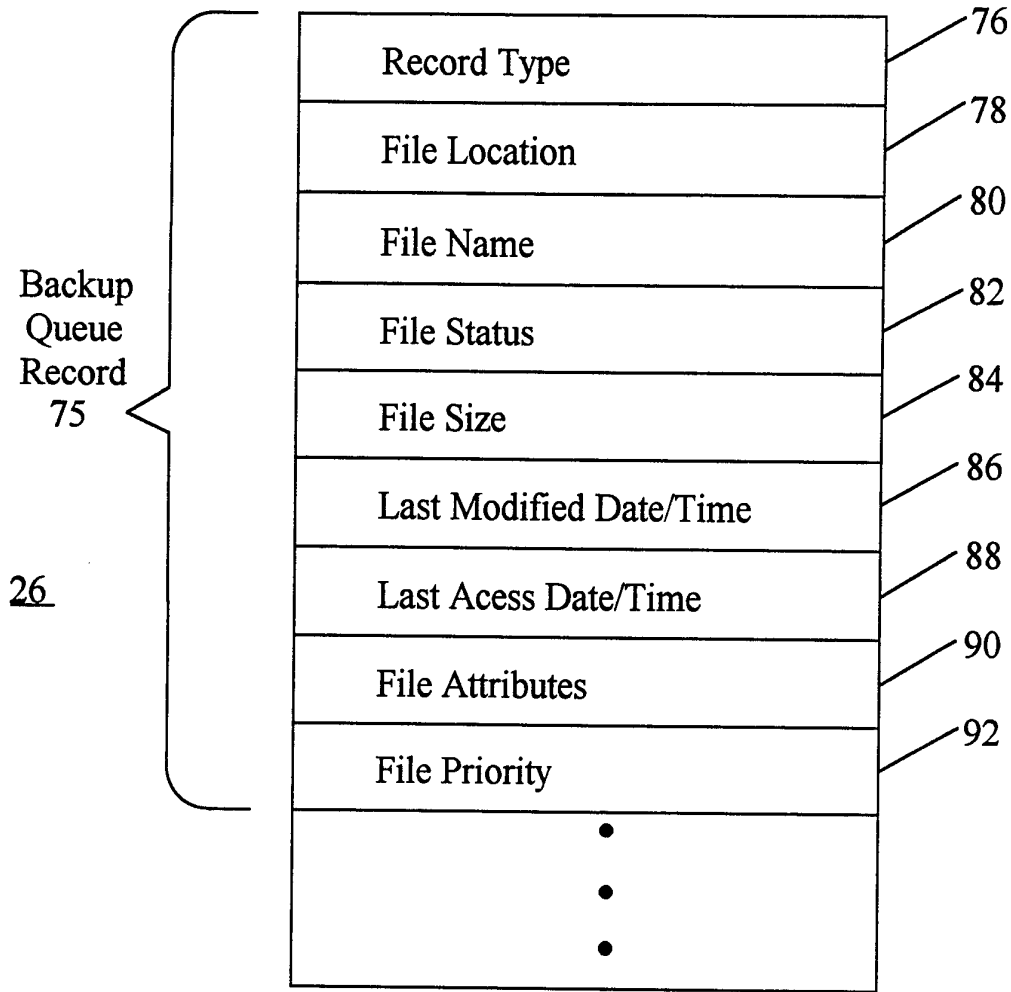 76
Record Type
78
File Location
80
File Name
82
Backup
Queue
Record
75
File Status
84
File Size
86
Last Modified Date/Time
88
26
Last Acess Date/Time
90
File Attributes
92
File Priority